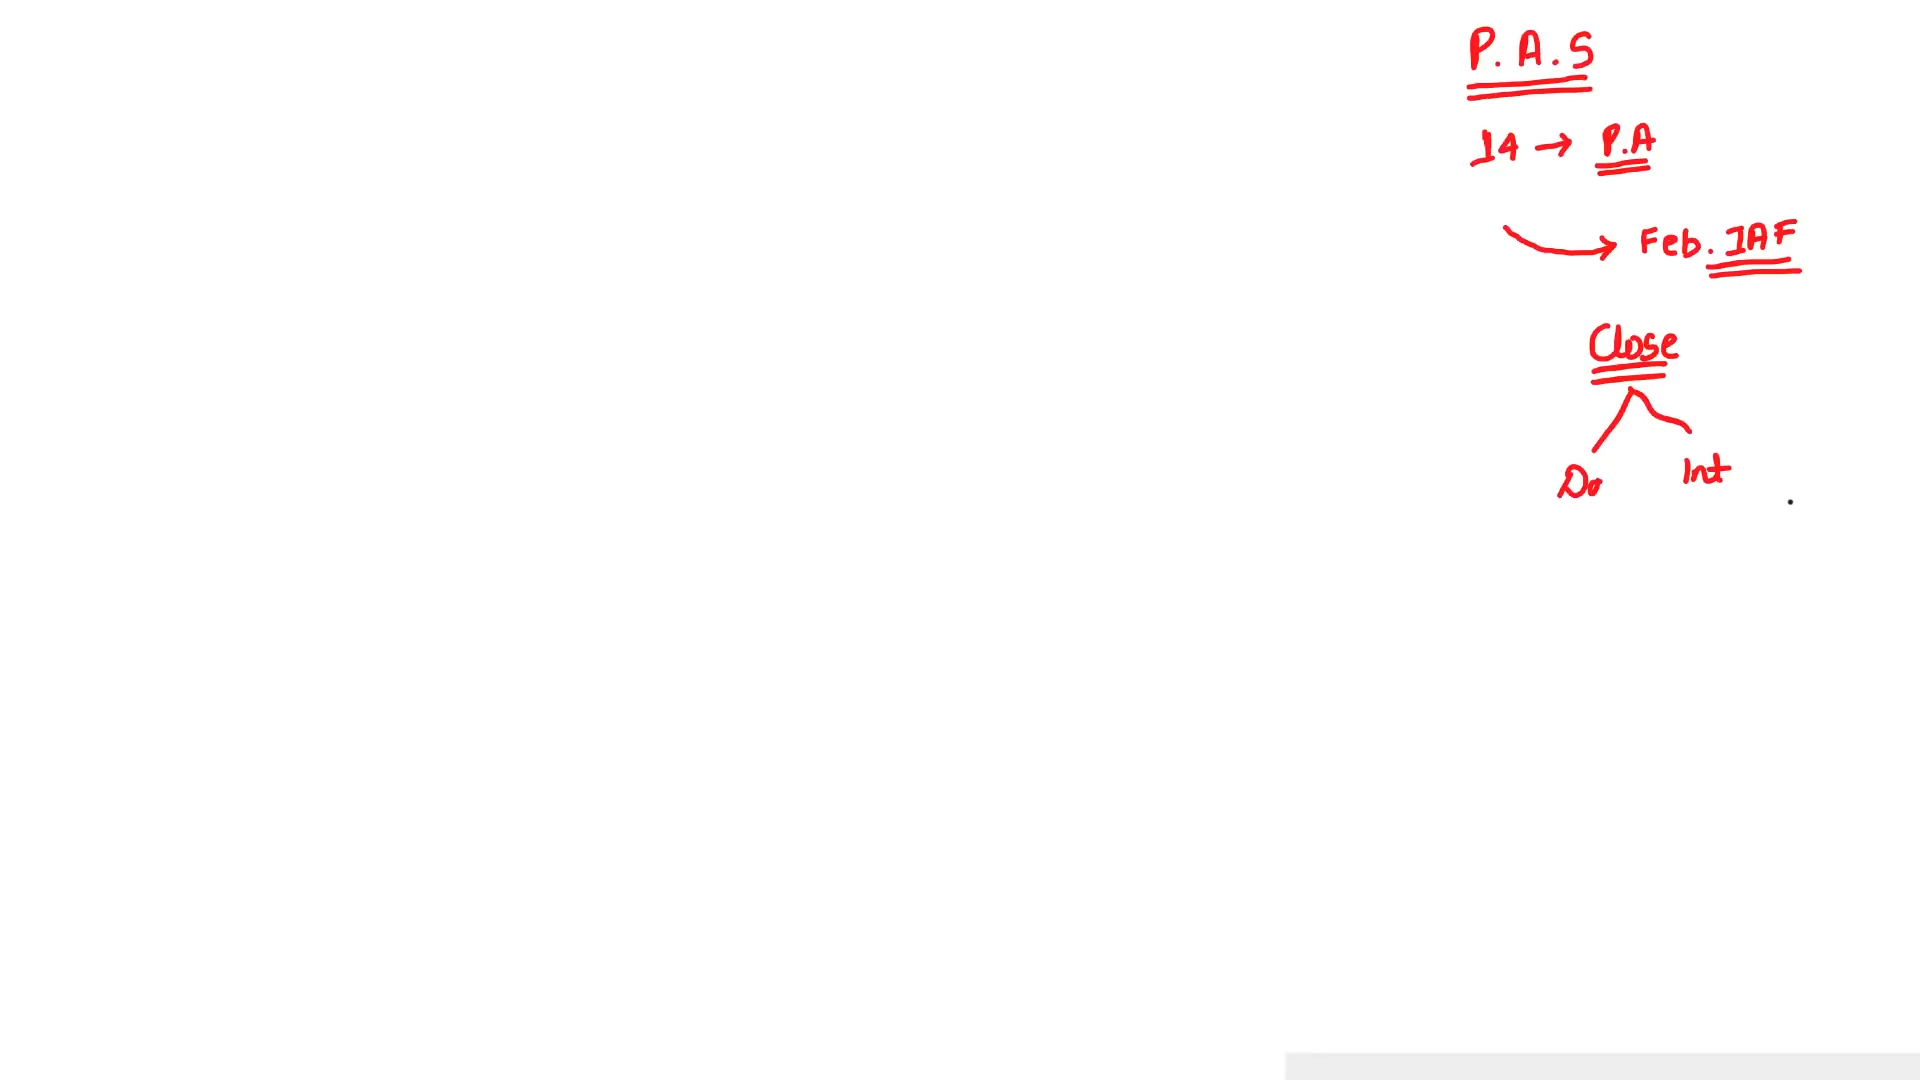 P.A.S
14 → P.A
→ Feb. IAF
Close
Do Int